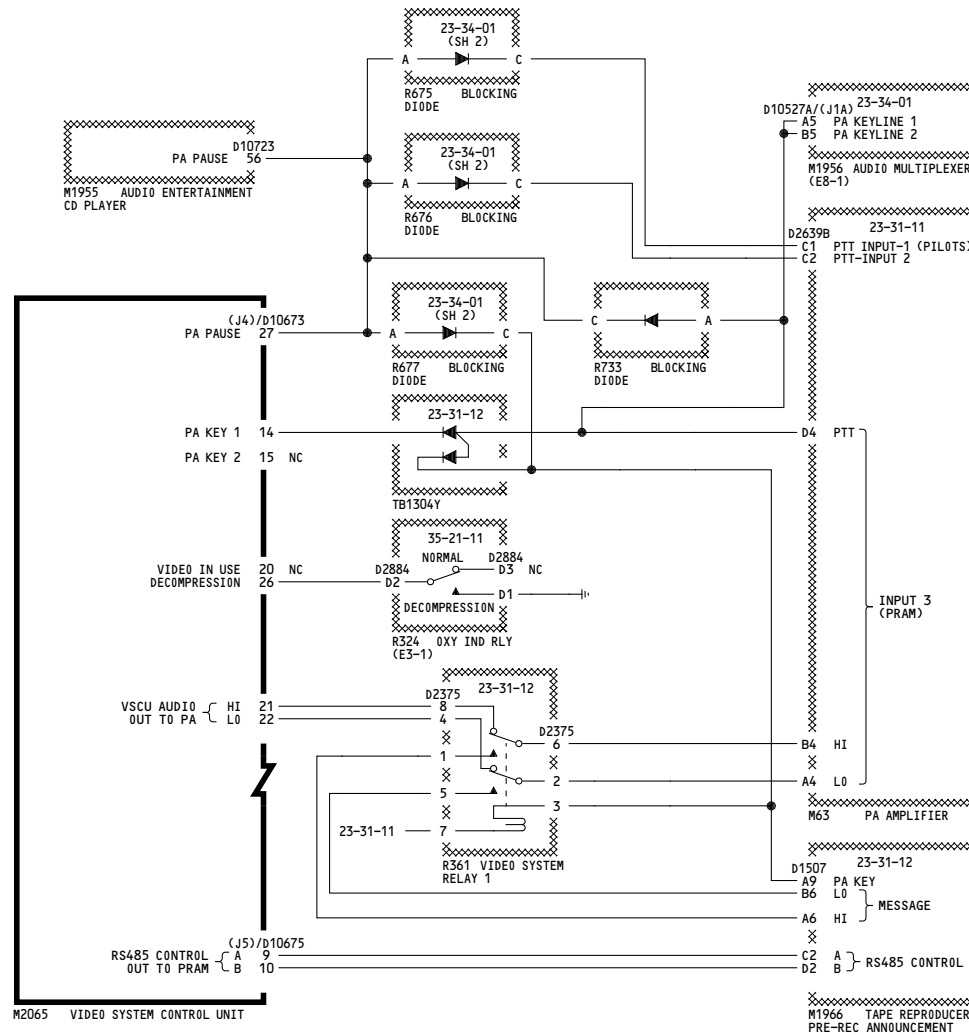 23-34-01
(SH 2)
A C
R675 BLOCKING
DIODE
23-34-01
D10527A/(J1A)
A5 PA KEYLINE 1
B5 PA KEYLINE 2
M1956 AUDIO MULTIPLEXER
(E8-1)
D10723
PA PAUSE 56
M1955 AUDIO ENTERTAINMENT
CD PLAYER
23-34-01
(SH 2)
A C
R676 BLOCKING
DIODE
23-31-11
D2639B
C1 PTT INPUT-1 (PILOTS)
C2 PTT-INPUT 2
(J4)/D10673
PA PAUSE 27
23-34-01
(SH 2)
A C
R677 BLOCKING
DIODE
C A
R733 BLOCKING
DIODE
23-31-12
PA KEY 1 14
PA KEY 2 15 NC
TB1304Y
D4 PTT
35-21-11
NORMAL D2884
VIDEO IN USE 20 NC
DECOMPRESSION 26
D2884
D2
D3 NC
D1
DECOMPRESSION
R324 OXY IND RLY
(E3-1)
INPUT 3
(PRAM)
23-31-12
D2375
VSCU AUDIO HI 21
OUT TO PA LO 22
8
4
1
5
23-31-11 7
D2375
6
2
3
R361 VIDEO SYSTEM
RELAY 1
B4 HI
A4 LO
M63 PA AMPLIFIER
23-31-12
D1507
A9 PA KEY
B6 LO
MESSAGE
A6 HI
(J5)/D10675
RS485 CONTROL A 9
OUT TO PRAM B 10
C2 A
RS485 CONTROL
D2 B
M1966 TAPE REPRODUCER
PRE-REC ANNOUNCEMENT
M2065 VIDEO SYSTEM CONTROL UNIT